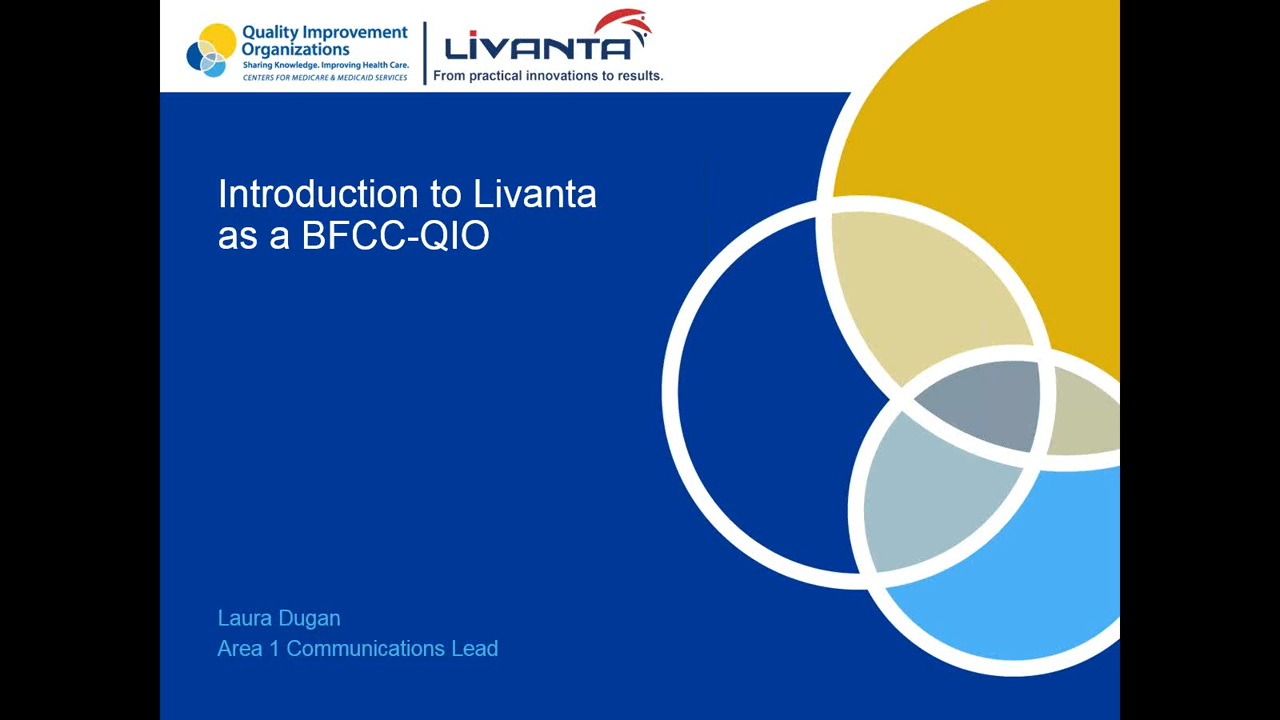 Quality Improvement
Organizations
Sharing Knowledge. Improving Health Care.
CENTERS FOR MEDICARE & MEDICAID SERVICES
LIVANTA
From practical innovations to results.
Introduction to Livanta
as a BFCC-QIO
Laura Dugan
Area 1 Communications Lead